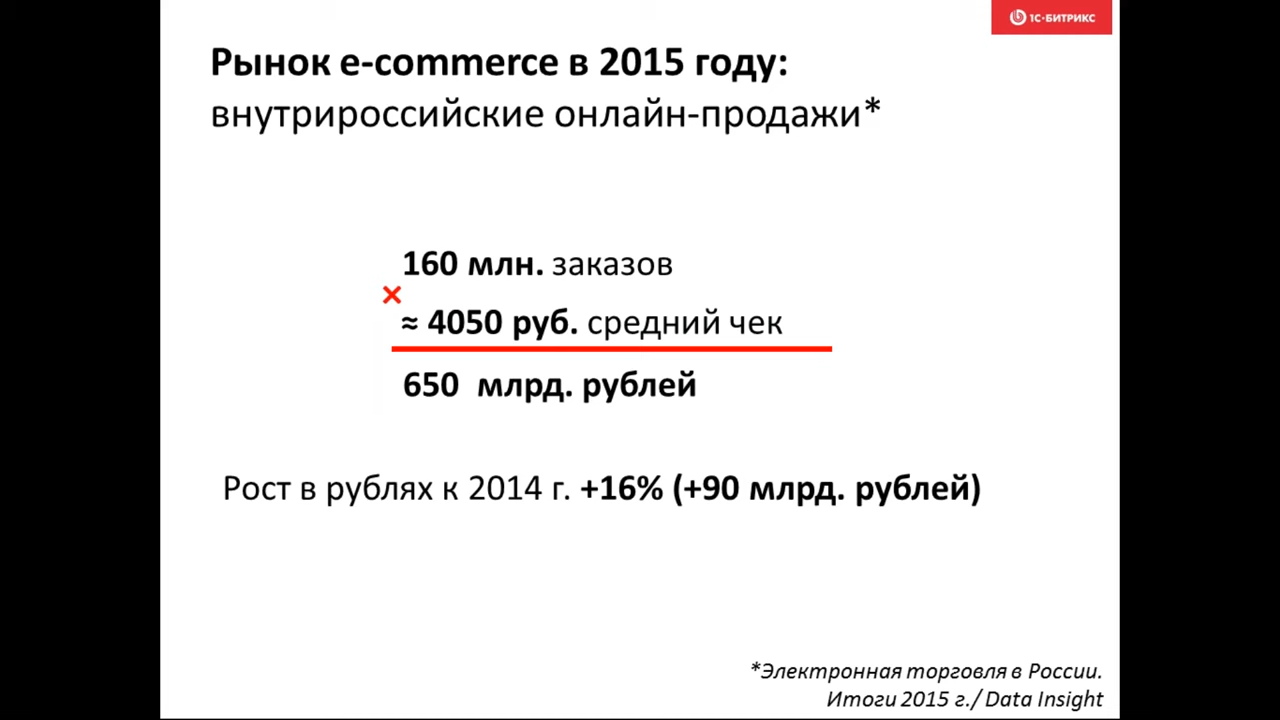 1С-БИТРИКС
Рынок e-commerce в 2015 году:
внутрироссийские онлайн-продажи*
160 млн. заказов
×
≈ 4050 руб. средний чек
650 млрд. рублей
Рост в рублях к 2014 г. +16% (+90 млрд. рублей)
*Электронная торговля в России.
Итоги 2015 г./ Data Insight